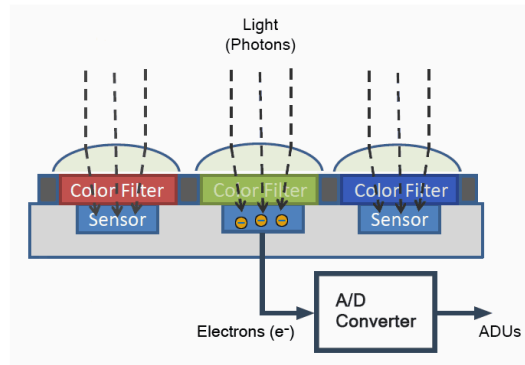 Light
(Photons)
Color Filter
Color Filter
Color Filter
Sensor
Sensor
A/D
Converter
Electrons (e⁻)
ADUs